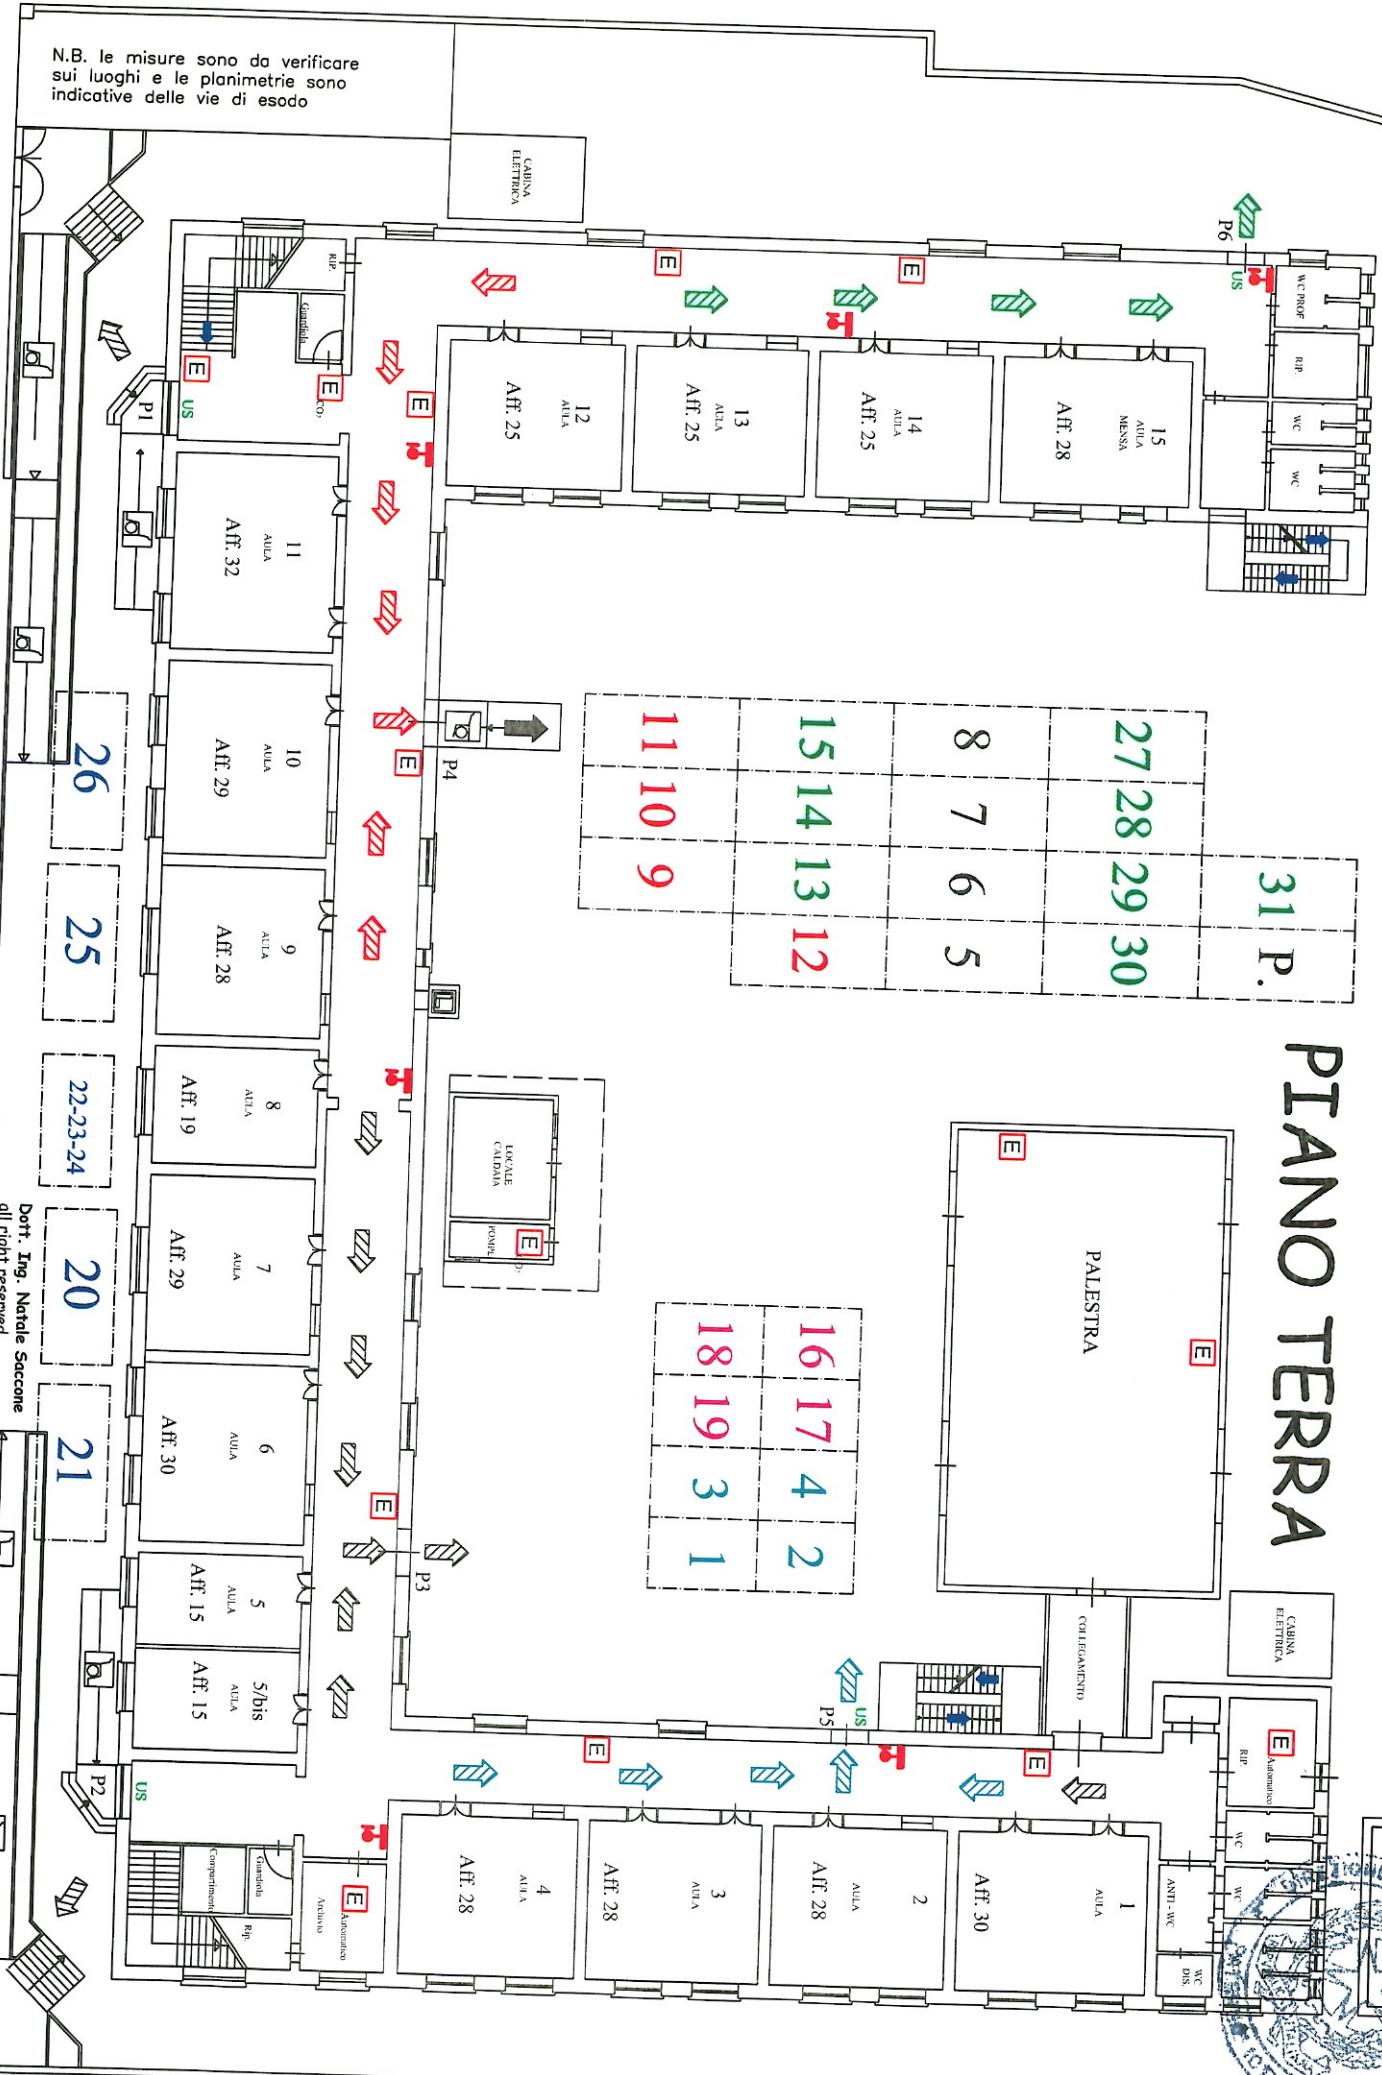 N.B. le misure sono da verificare
sui luoghi e le planimetrie sono
indicative delle vie di esodo
PIANO TERRA
CABINA
ELETTRICA
P6
US
WC PROF
RIP.
WC
WC
RIP.
Guardiola
CO2
E
E
E
E
E
US
P1
12
AULA
Aff. 25
13
AULA
Aff. 25
14
AULA
Aff. 25
15
AULA
MENSA
Aff. 28
11
AULA
Aff. 32
10
AULA
Aff. 29
9
AULA
Aff. 28
8
AULA
Aff. 19
7
AULA
Aff. 29
6
AULA
Aff. 30
5
AULA
Aff. 15
5/bis
AULA
Aff. 15
P4
E
31 P.
27 28 29 30
8 7 6 5
15 14 13 12
11 10 9
LOCALE
CALDAIA
POMPE
E
PALESTRA
E
E
16 17 4 2
18 19 3 1
E
P3
COLLEGAMENTO
CABINA
ELETTRICA
US
P5
E
E
E
Automatico
RIP.
WC
WC
ANTI - WC
WC
DIS.
1
AULA
Aff. 30
2
AULA
Aff. 28
3
AULA
Aff. 28
4
AULA
Aff. 28
E
Automatico
Archivio
Guardiola
Compartimento
Rip.
US
P2
26
25
22-23-24
20
21
Dott. Ing. Natale Saccone
all right reserved